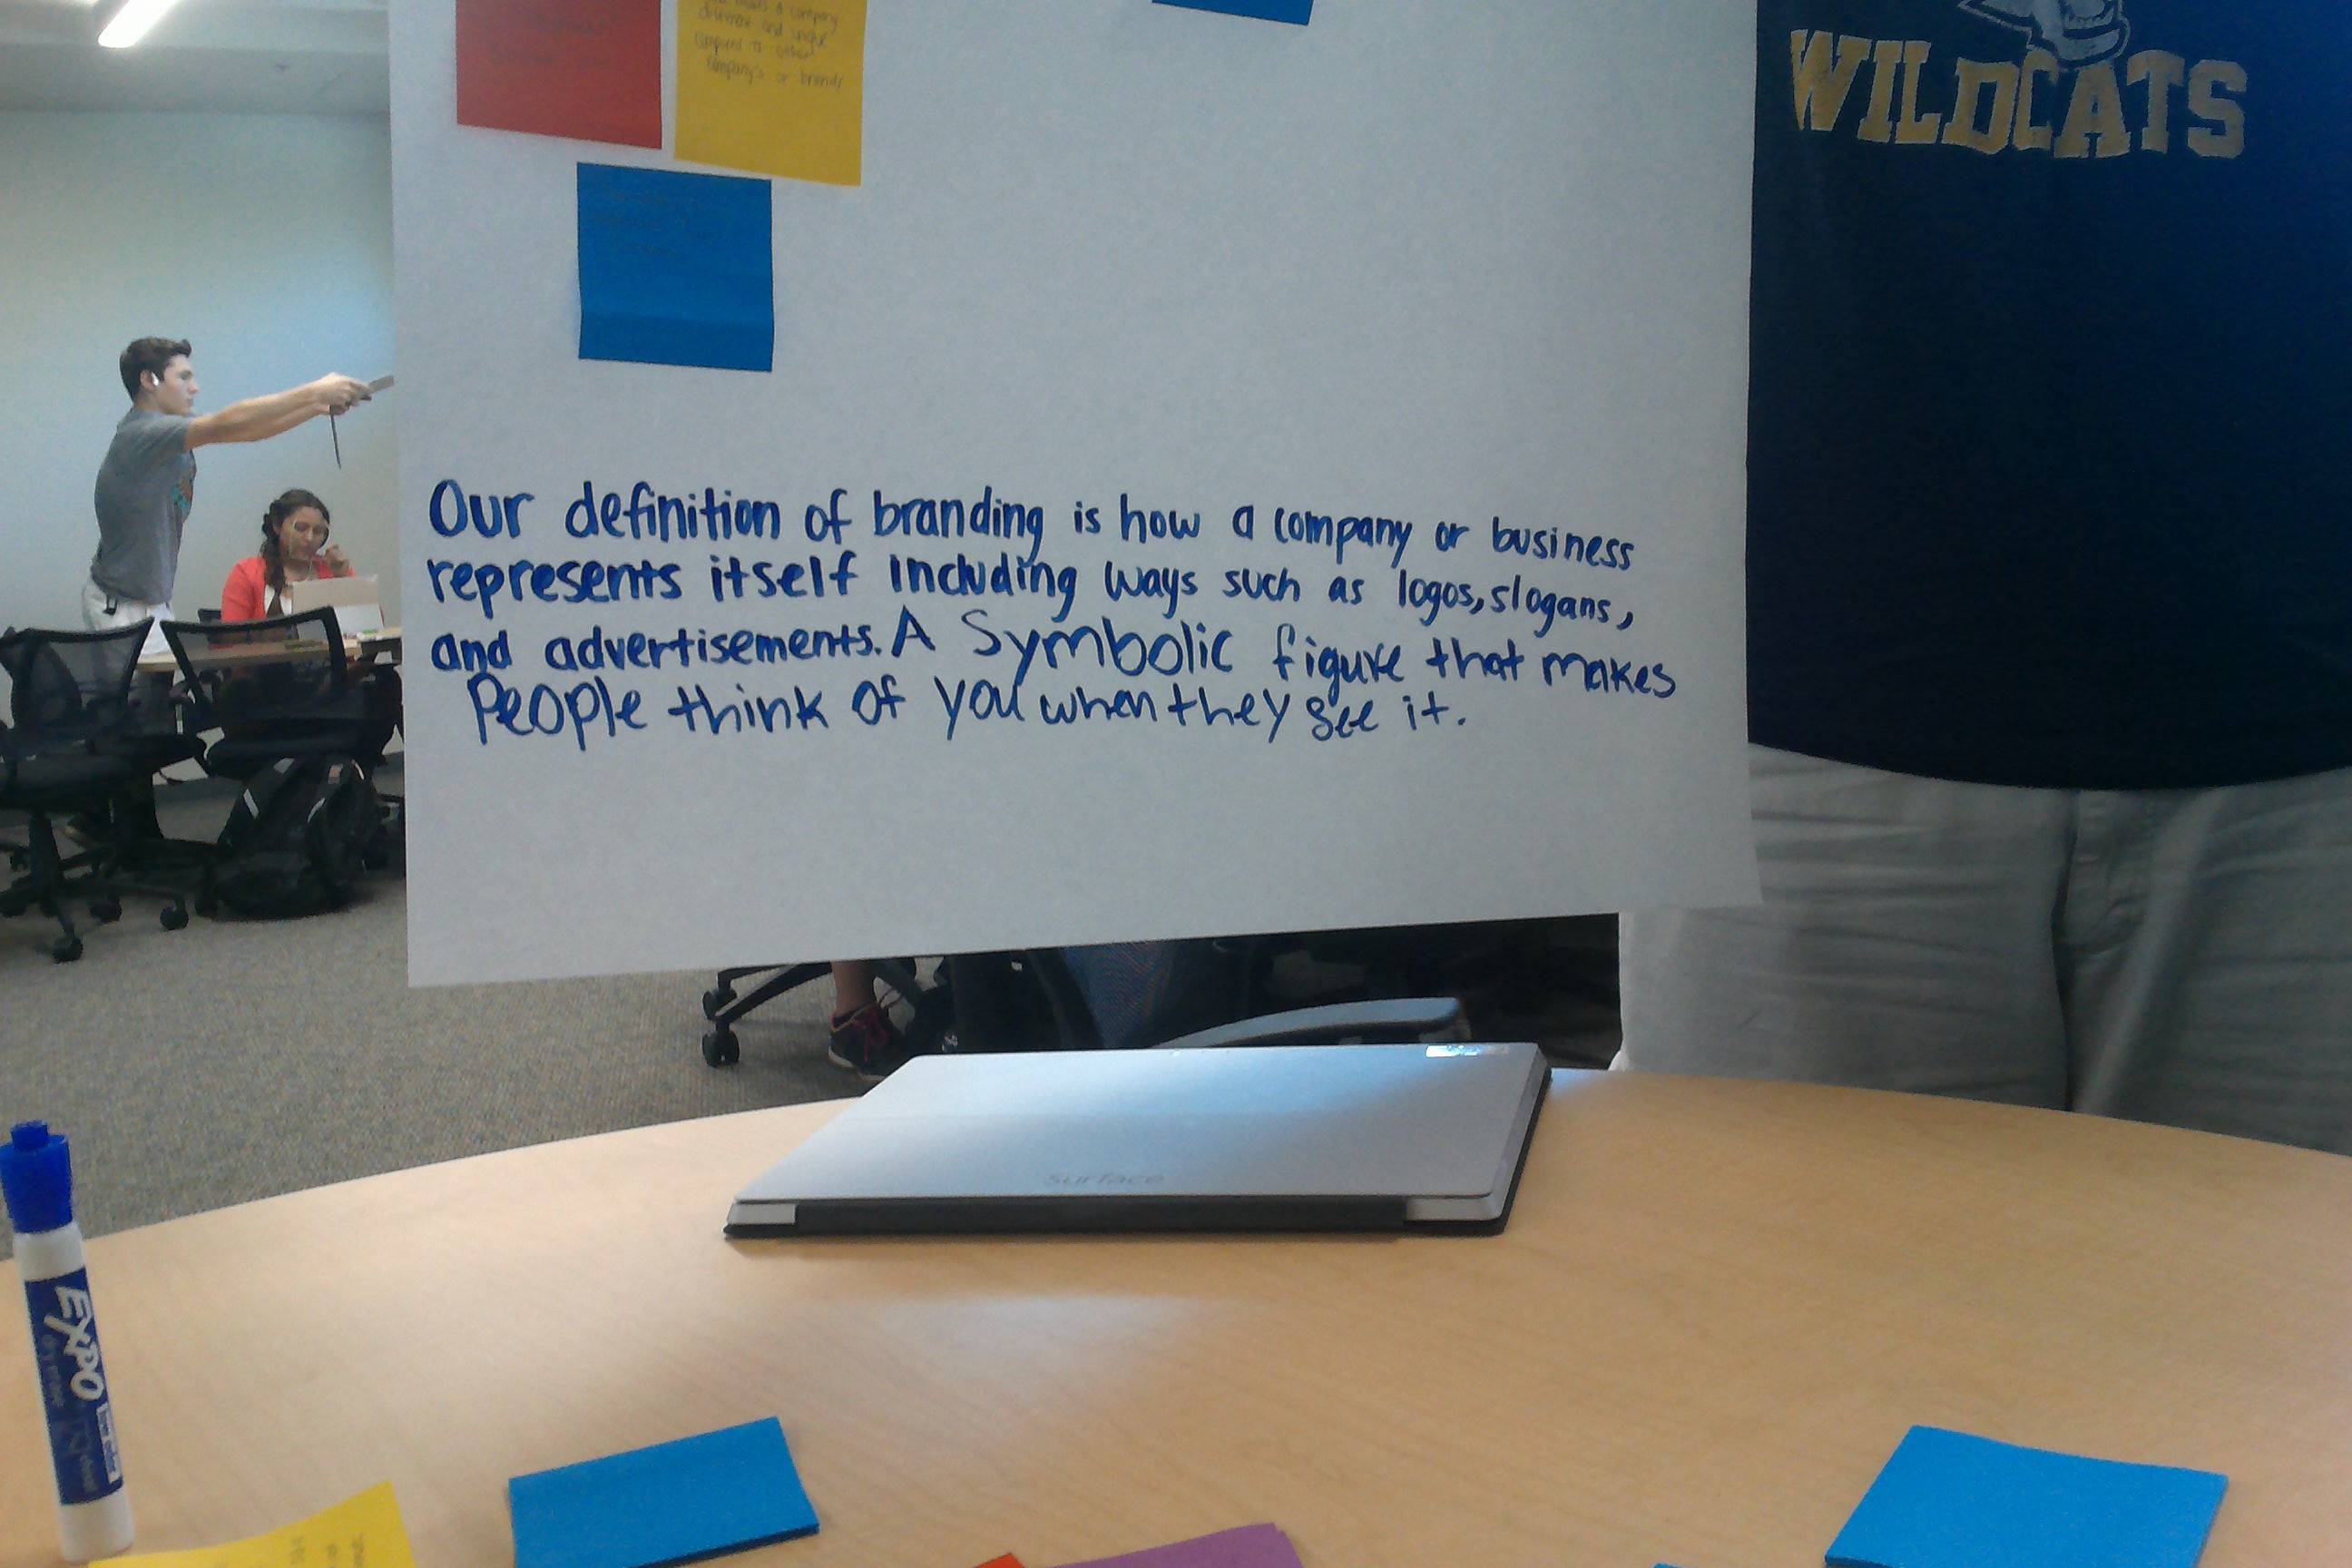 makes a company
diverse and unique
compared to other
company's or brands
WILDCATS
Our definition of branding is how a company or business
represents itself including ways such as logos, slogans,
and advertisements. A Symbolic figure that makes
People think of you when they see it.
Surface
EXPO